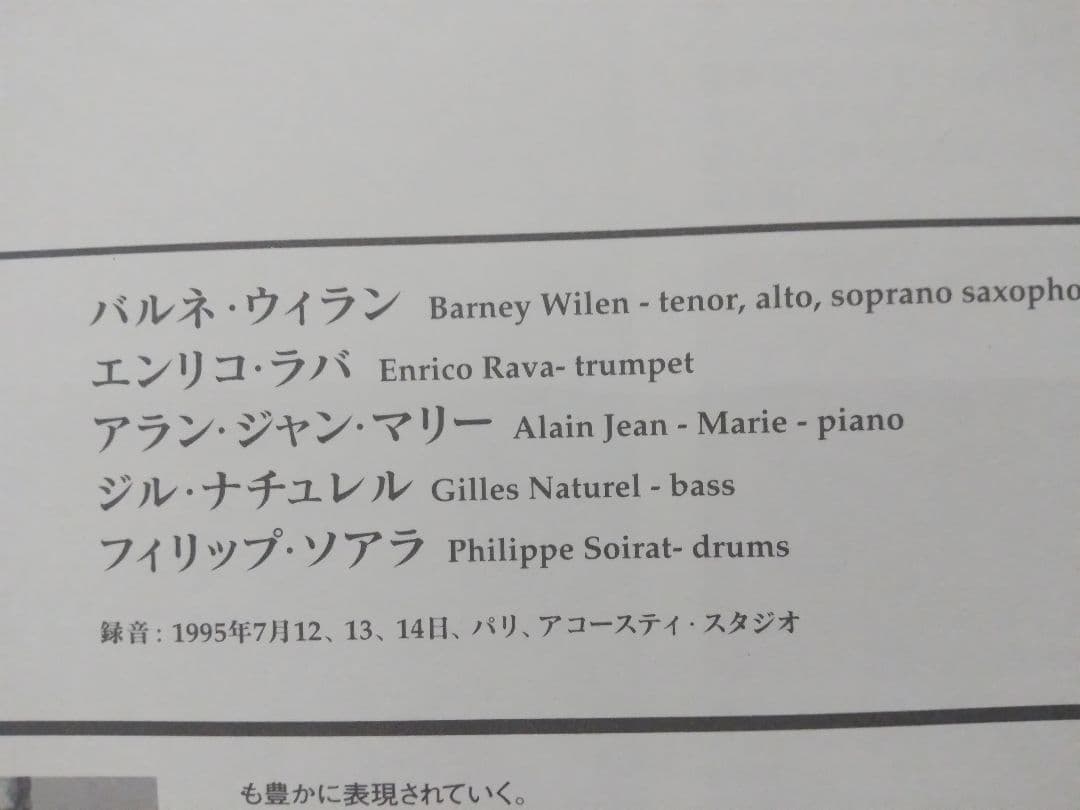 バルネ・ウィラン Barney Wilen - tenor, alto, soprano saxopho
エンリコ・ラバ Enrico Rava- trumpet
アラン・ジャン・マリー Alain Jean - Marie - piano
ジル・ナチュレル Gilles Naturel - bass
フィリップ・ソアラ Philippe Soirat- drums
録音 : 1995年7月12、13、14日、パリ、アコースティ・スタジオ
も豊かに表現されていく。